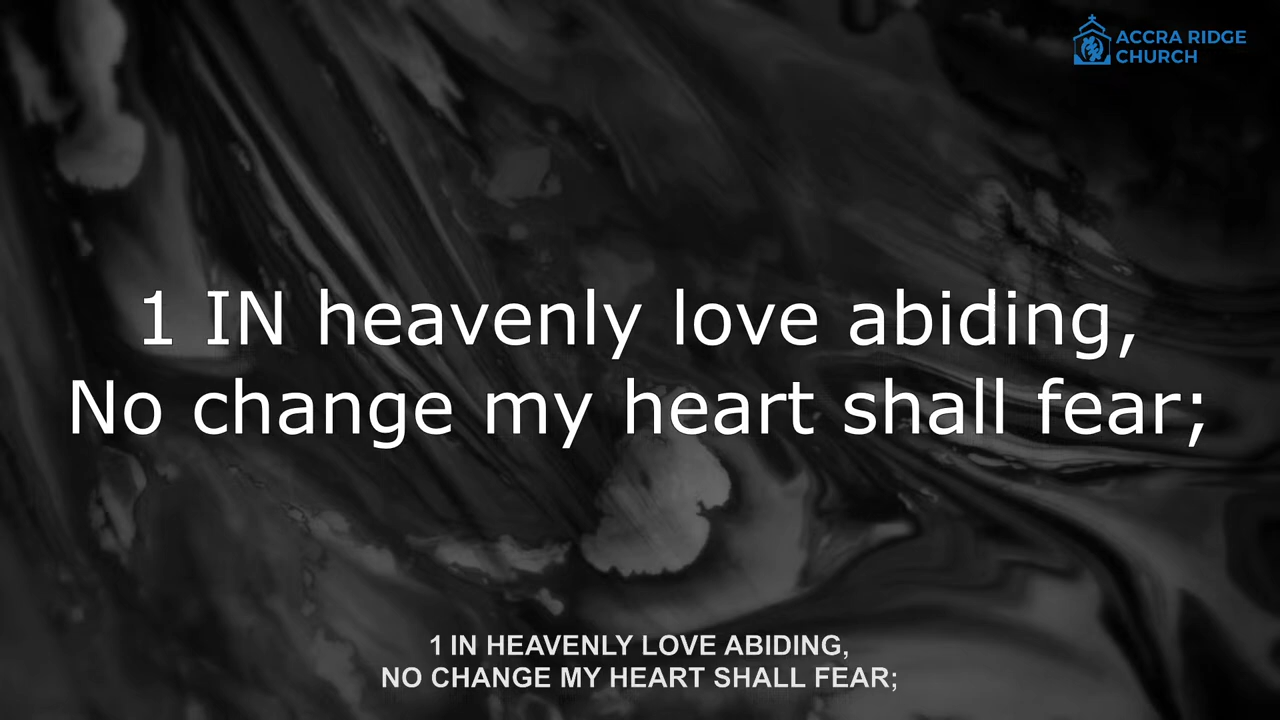 ACCRA RIDGE
CHURCH
1 IN heavenly love abiding,
No change my heart shall fear;
1 IN HEAVENLY LOVE ABIDING,
NO CHANGE MY HEART SHALL FEAR;